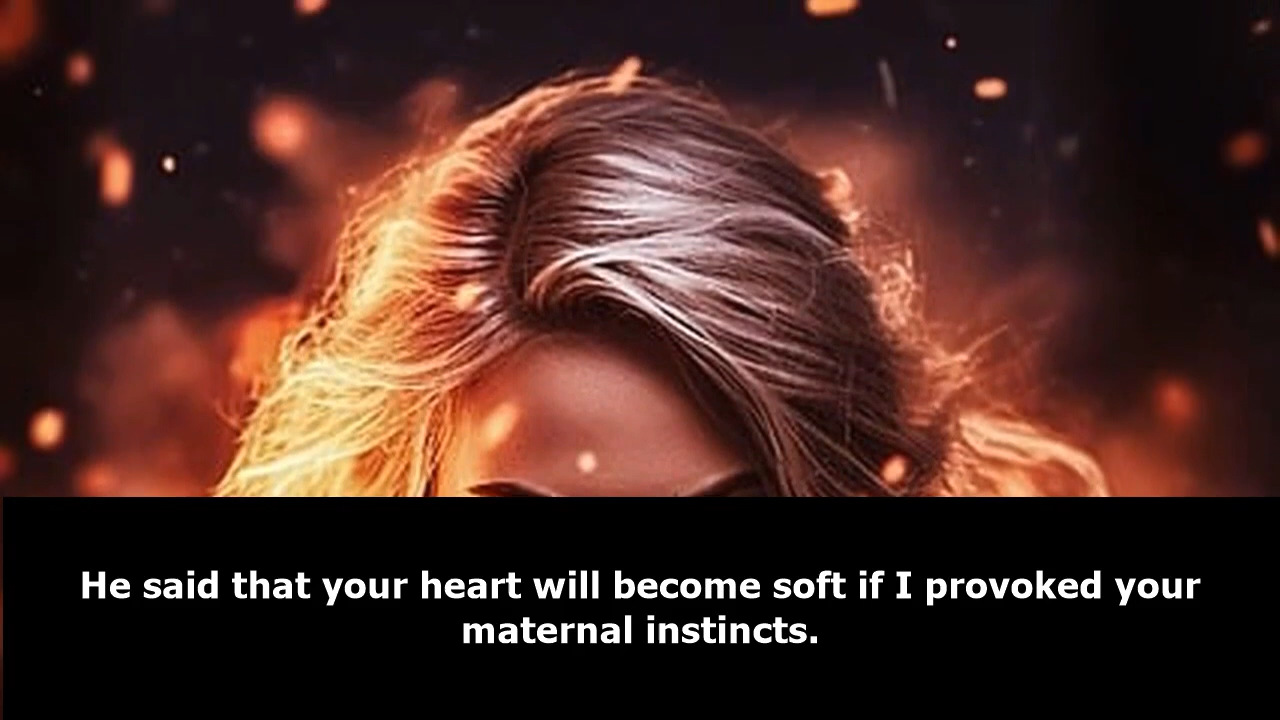 He said that your heart will become soft if I provoked your
maternal instincts.